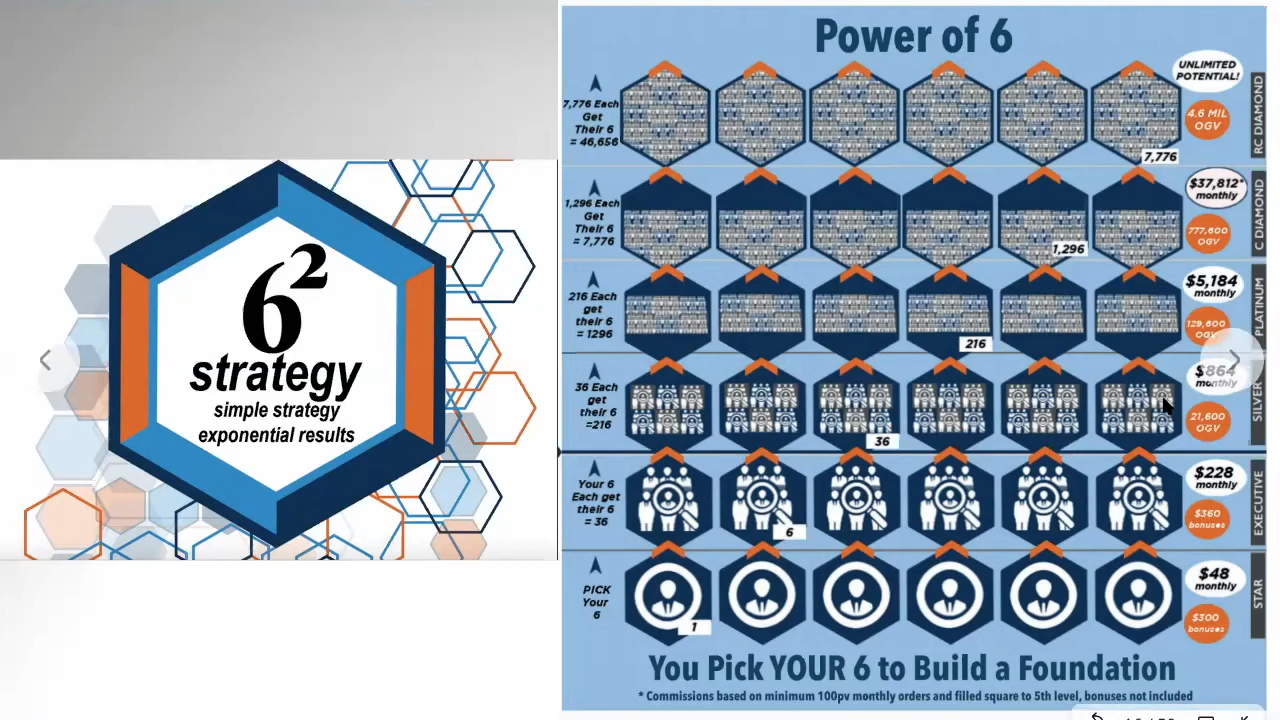 6²
strategy
simple strategy
exponential results
Power of 6
7,776 Each
Get
Their 6
= 46,656
7,776
UNLIMITED
POTENTIAL!
4.6 MIL
OGV
RC DIAMOND
1,296 Each
Get
Their 6
= 7,776
1,296
$37,812*
monthly
777,600
OGV
C DIAMOND
216 Each
get
their 6
= 1296
216
$5,184
monthly
129,600
OGV
PLATINUM
36 Each
get
their 6
=216
36
$864
monthly
21,600
OGV
SILVER
Your 6
Each get
their 6
= 36
6
$228
monthly
$360
bonuses
EXECUTIVE
PICK
Your
6
1
$48
monthly
$300
bonuses
STAR
You Pick YOUR 6 to Build a Foundation
* Commissions based on minimum 100pv monthly orders and filled square to 5th level, bonuses not included